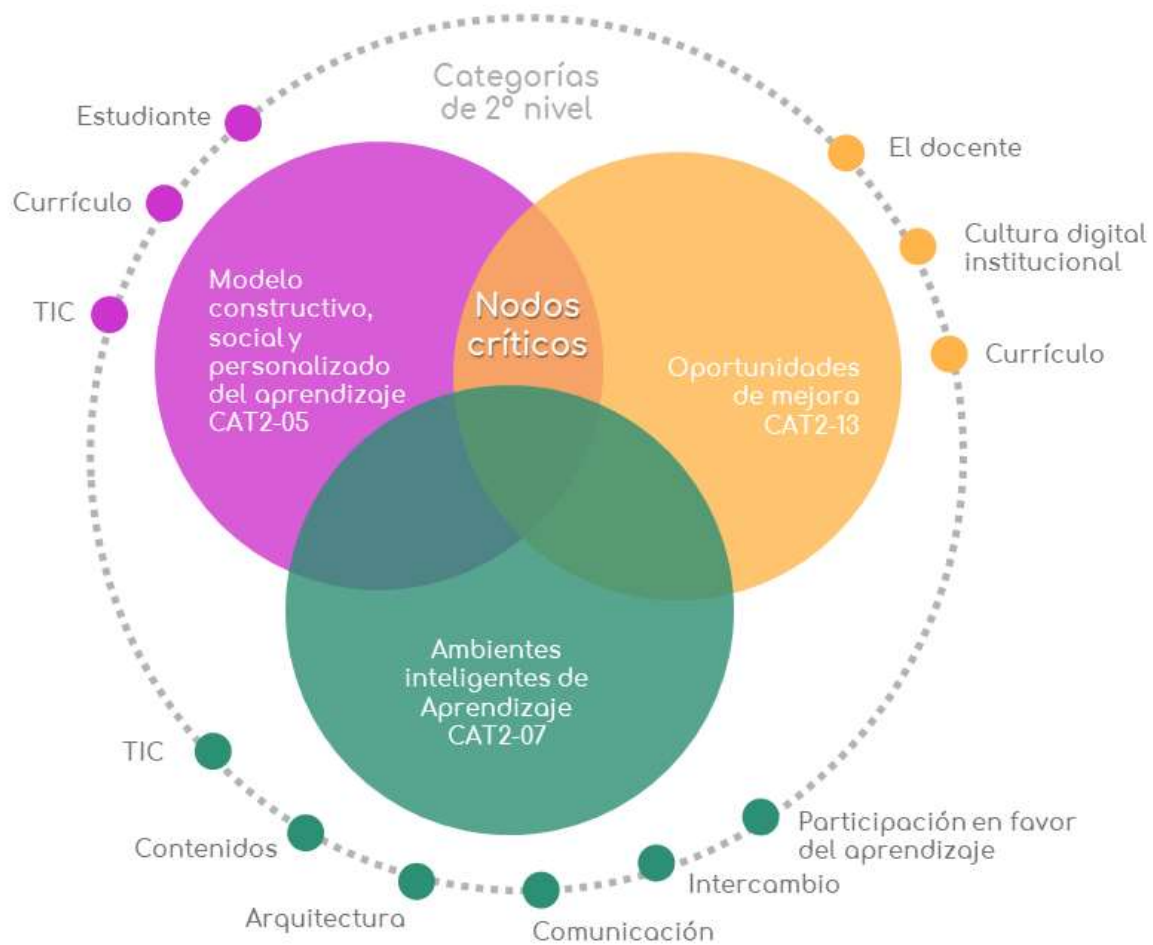 Categorías
de 2º nivel
Estudiante
Currículo
TIC
El docente
Cultura digital
institucional
Currículo
Modelo
constructivo,
social y
personalizado
del aprendizaje
CAT2-05
Nodos
críticos
Oportunidades
de mejora
CAT2-13
Ambientes
inteligentes de
Aprendizaje
CAT2-07
TIC
Contenidos
Arquitectura
Comunicación
Intercambio
Participación en favor
del aprendizaje